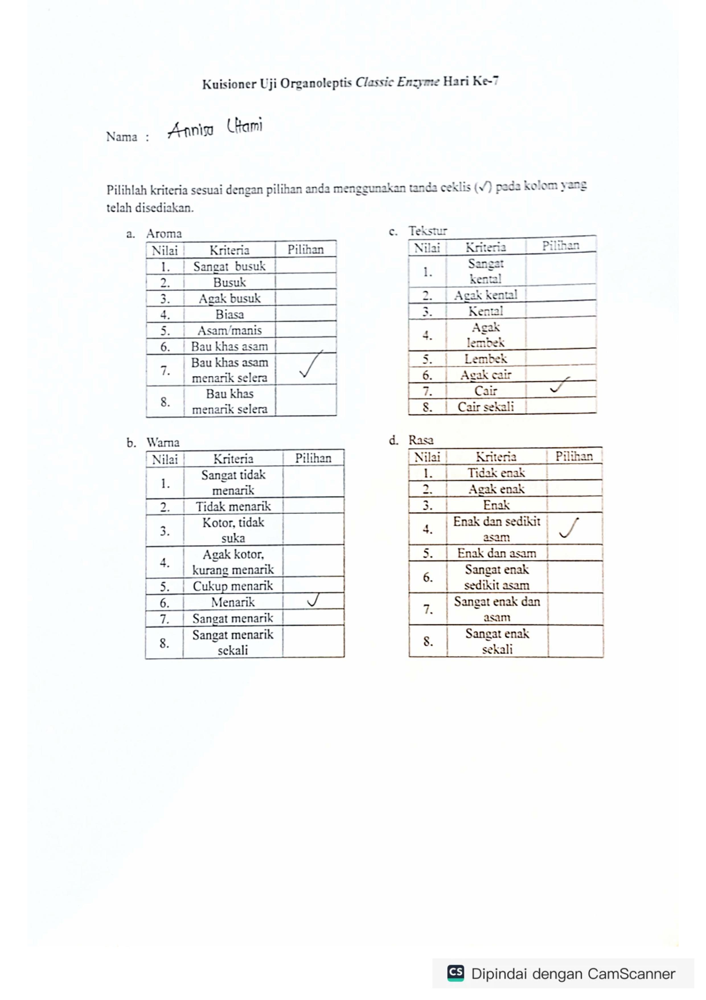 Kuisioner Uji Organoleptis Classic Enzyme Hari Ke-7
Nama : Annisa Utami
Pilihlah kriteria sesuai dengan pilihan anda menggunakan tanda ceklis (✓) pada kolom yang
telah disediakan.
a. Aroma
Nilai Kriteria Pilihan
1. Sangat busuk
2. Busuk
3. Agak busuk
4. Biasa
5. Asam/manis
6. Bau khas asam
7. Bau khas asam
menarik selera ✓
8. Bau khas
menarik selera
b. Warna
Nilai Kriteria Pilihan
1. Sangat tidak
menarik
2. Tidak menarik
3. Kotor, tidak
suka
4. Agak kotor,
kurang menarik
5. Cukup menarik
6. Menarik ✓
7. Sangat menarik
8. Sangat menarik
sekali
c. Tekstur
Nilai Kriteria Pilihan
1. Sangat
kental
2. Agak kental
3. Kental
4. Agak
lembek
5. Lembek
6. Agak cair
7. Cair ✓
8. Cair sekali
d. Rasa
Nilai Kriteria Pilihan
1. Tidak enak
2. Agak enak
3. Enak
4. Enak dan sedikit
asam ✓
5. Enak dan asam
6. Sangat enak
sedikit asam
7. Sangat enak dan
asam
8. Sangat enak
sekali
CS Dipindai dengan CamScanner